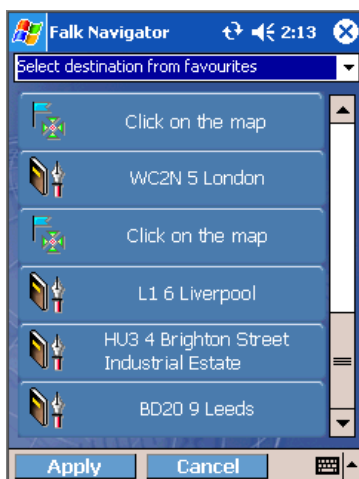 Falk Navigator 2:13
Select destination from favourites
Click on the map
WC2N 5 London
Click on the map
L1 6 Liverpool
HU3 4 Brighton Street
Industrial Estate
BD20 9 Leeds
Apply Cancel